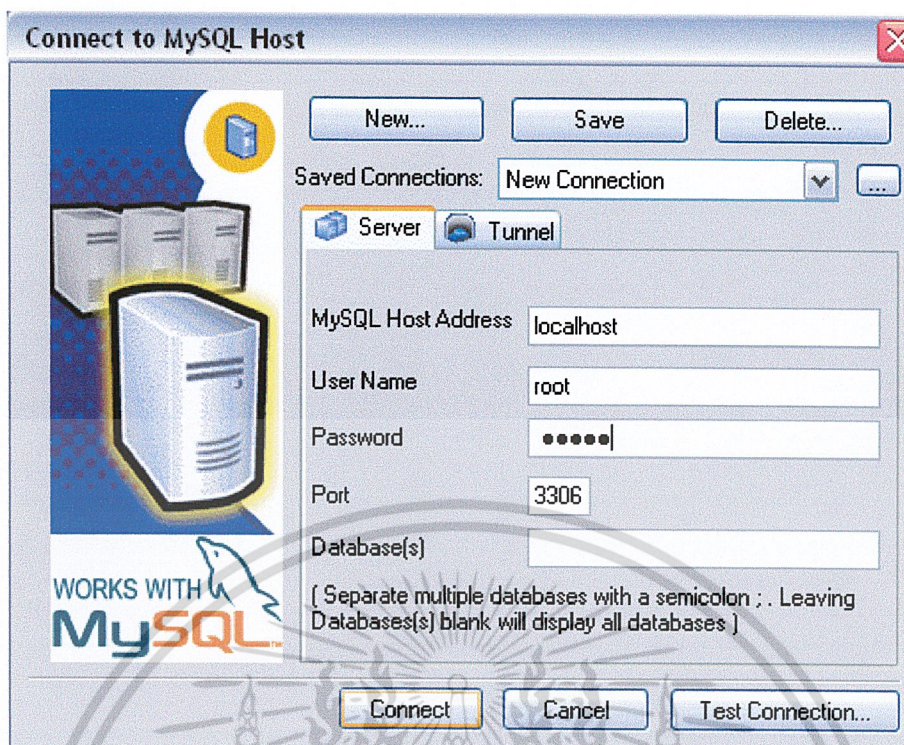 Connect to MySQL Host
New... Save Delete...
Saved Connections: New Connection ...
Server Tunnel
MySQL Host Address localhost
User Name root
Password •••••
Port 3306
Database(s)
( Separate multiple databases with a semicolon ; . Leaving
Databases(s) blank will display all databases )
WORKS WITH
MySQL™
Connect Cancel Test Connection...